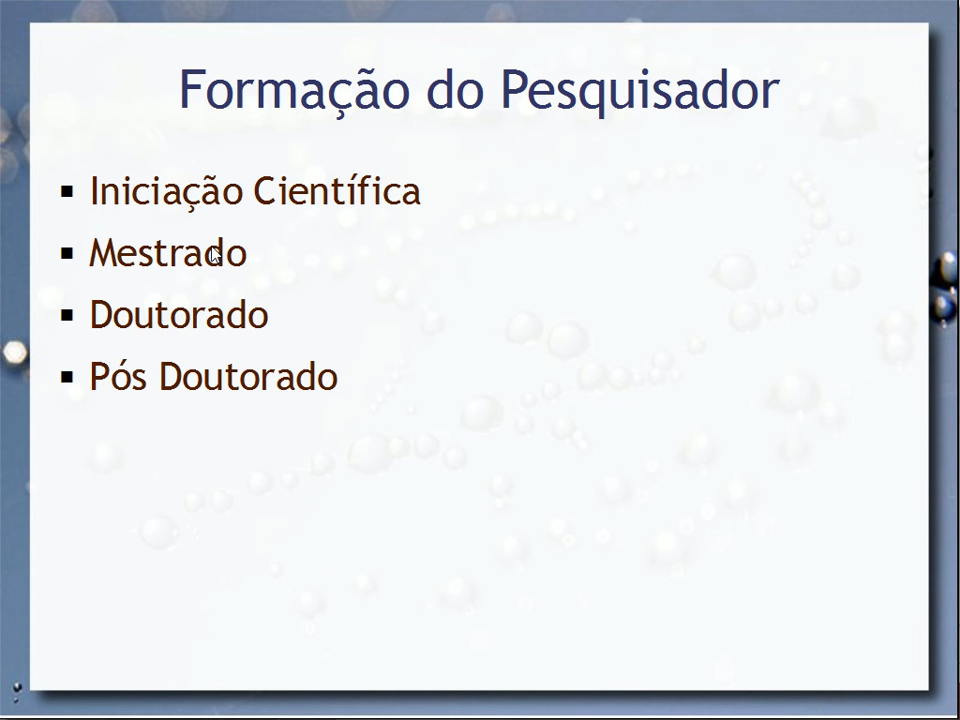 Formação do Pesquisador
Iniciação Científica
Mestrado
Doutorado
Pós Doutorado